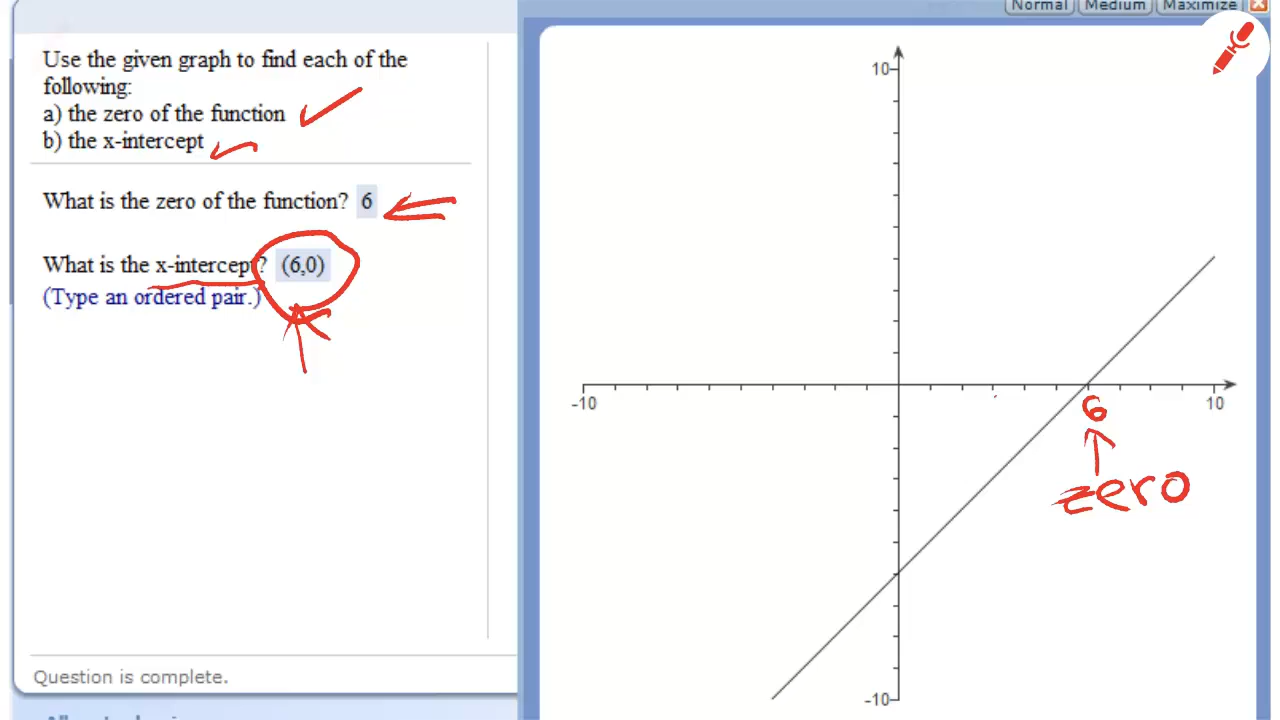 Normal Medium Maximize
Use the given graph to find each of the
following:
a) the zero of the function
b) the x-intercept
What is the zero of the function? 6
What is the x-intercept? (6,0)
(Type an ordered pair.)
Question is complete.
10
-10
10
6
zero
-10